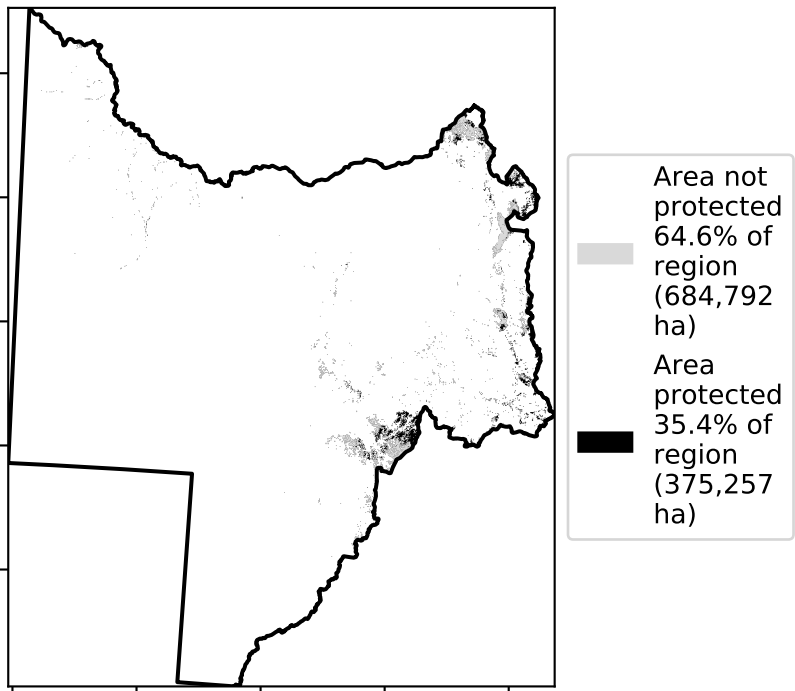 Area not
protected
64.6% of
region
(684,792
ha)
Area
protected
35.4% of
region
(375,257
ha)